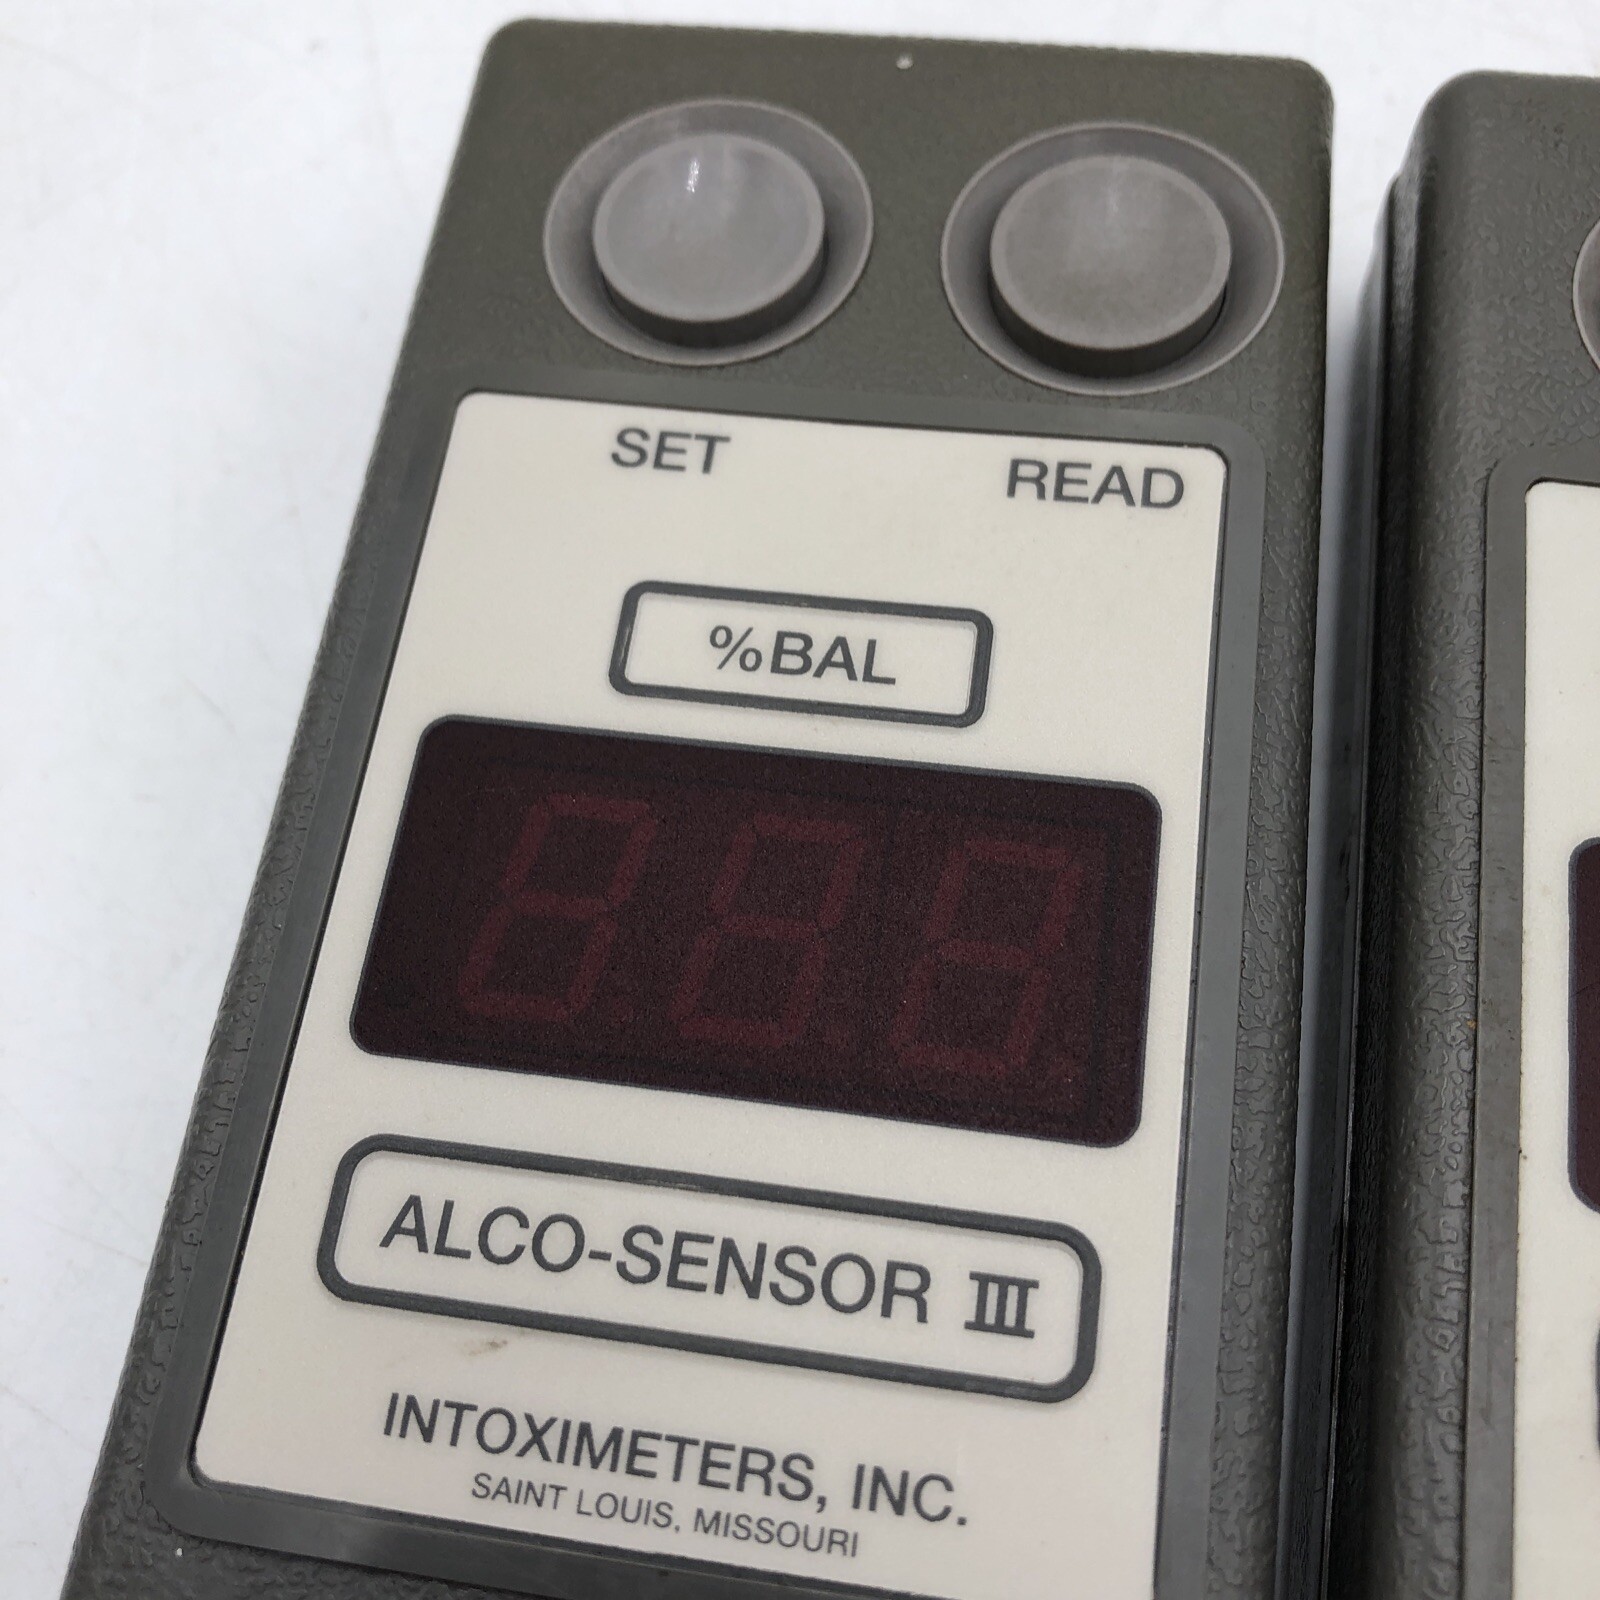 SET READ
%BAL
ALCO-SENSOR III
INTOXIMETERS, INC.
SAINT LOUIS, MISSOURI